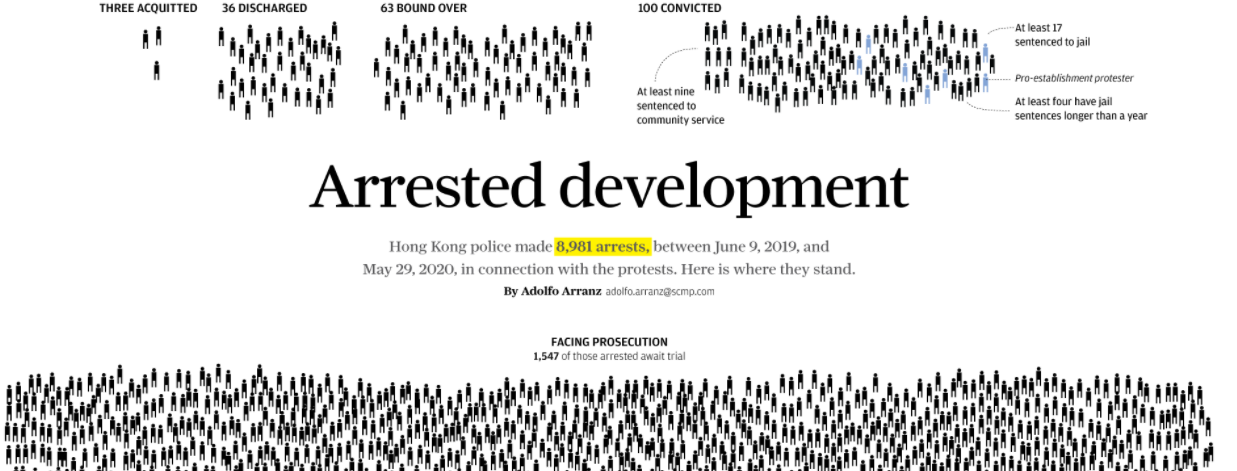 THREE ACQUITTED
36 DISCHARGED
63 BOUND OVER
100 CONVICTED
At least nine
sentenced to
community service
At least 17
sentenced to jail
Pro-establishment protester
At least four have jail
sentences longer than a year
Arrested development
Hong Kong police made 8,981 arrests, between June 9, 2019, and
May 29, 2020, in connection with the protests. Here is where they stand.
By Adolfo Arranz adolfo.arranz@scmp.com
FACING PROSECUTION
1,547 of those arrested await trial